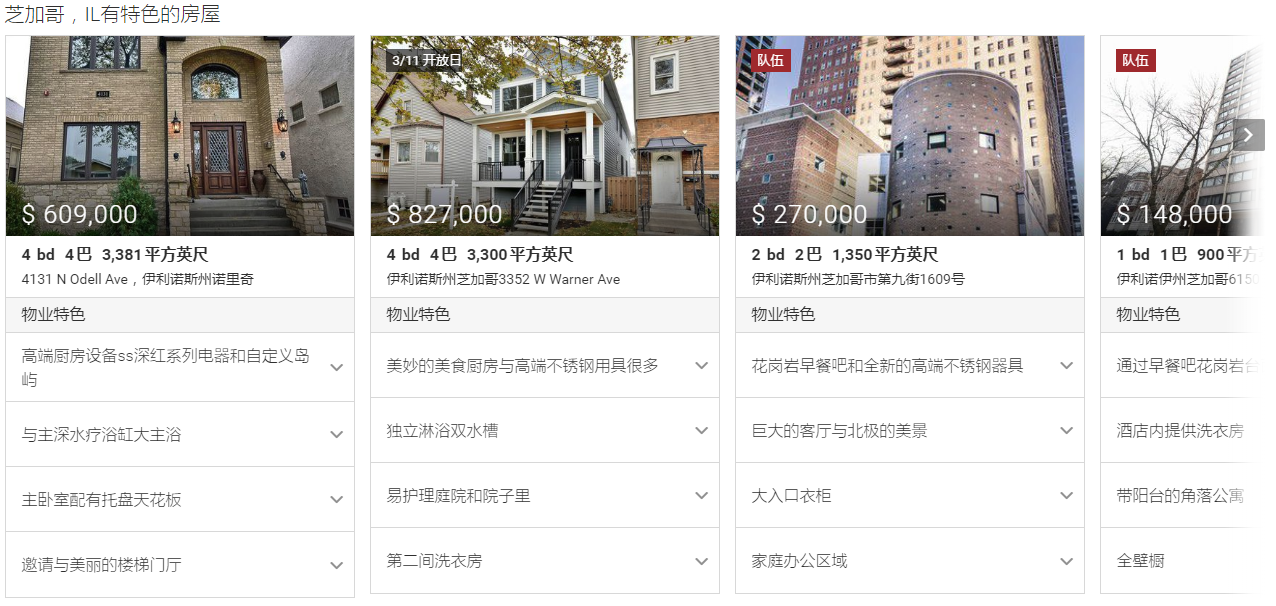 芝加哥，IL有特色的房屋
$ 609,000
4 bd 4巴 3,381平方英尺
4131 N Odell Ave，伊利诺斯州诺里奇
物业特色
高端厨房设备ss深红系列电器和自定义岛
屿
与主深水疗浴缸大主浴
主卧室配有托盘天花板
邀请与美丽的楼梯门厅
3/11 开放日
$ 827,000
4 bd 4巴 3,300平方英尺
伊利诺斯州芝加哥3352 W Warner Ave
物业特色
美妙的美食厨房与高端不锈钢用具很多
独立淋浴双水槽
易护理庭院和院子里
第二间洗衣房
队伍
$ 270,000
2 bd 2巴 1,350平方英尺
伊利诺斯州芝加哥市第九街1609号
物业特色
花岗岩早餐吧和全新的高端不锈钢器具
巨大的客厅与北极的美景
大入口衣柜
家庭办公区域
队伍
$ 148,000
1 bd 1巴 900平方
伊利诺伊州芝加哥6150
物业特色
通过早餐吧花岗岩台
酒店内提供洗衣房
带阳台的角落公寓
全壁橱